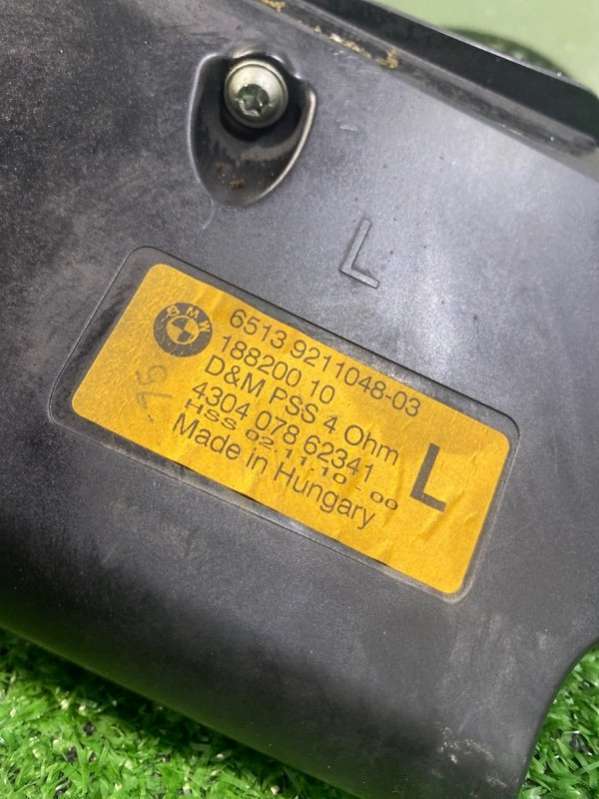 L
BMW
6513 9211048-03
188200 10
D&M PSS 4 Ohm
4304 078 62341
HSS 02.11.10 - 00
Made in Hungary
L
15